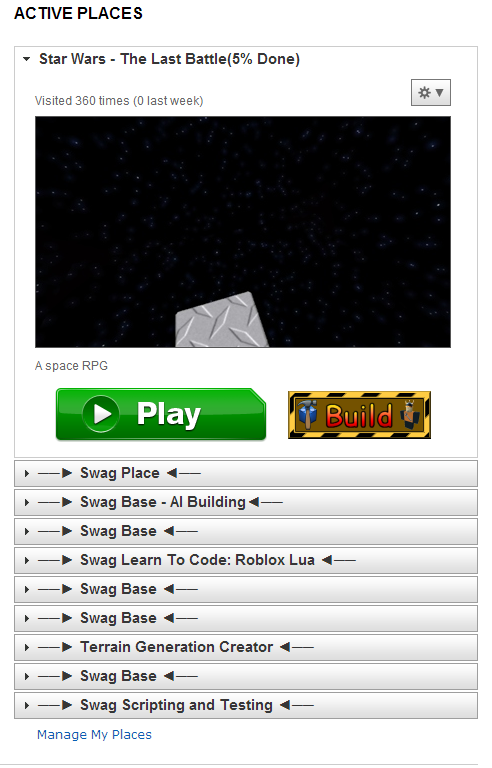 ACTIVE PLACES
Star Wars - The Last Battle(5% Done)
Visited 360 times (0 last week)
A space RPG
Play
Build
──► Swag Place ◄──
──► Swag Base - AI Building◄──
──► Swag Base ◄──
──► Swag Learn To Code: Roblox Lua ◄──
──► Swag Base ◄──
──► Swag Base ◄──
──► Terrain Generation Creator ◄──
──► Swag Base ◄──
──► Swag Scripting and Testing ◄──
Manage My Places